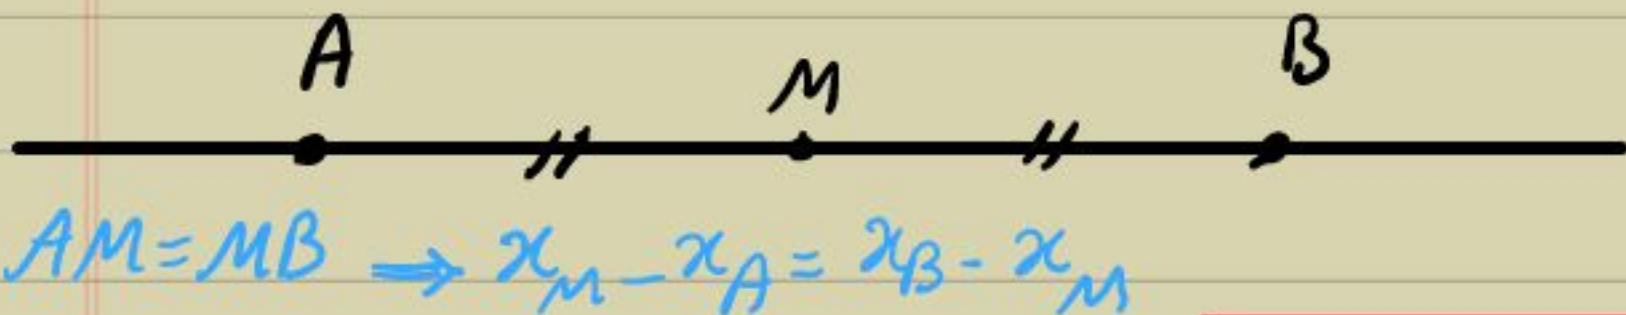 A M B
AM = MB ⟹ x_M - x_A = x_B - x_M